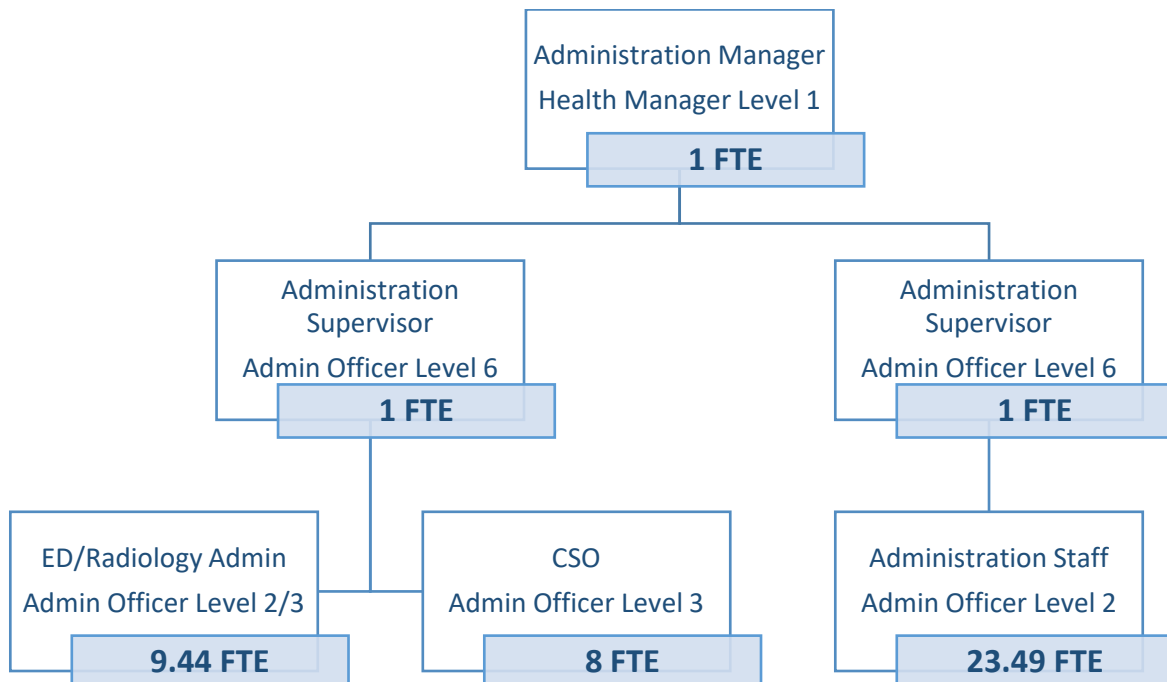 Administration Manager
Health Manager Level 1
1 FTE
Administration
Supervisor
Admin Officer Level 6
1 FTE
Administration
Supervisor
Admin Officer Level 6
1 FTE
ED/Radiology Admin
Admin Officer Level 2/3
9.44 FTE
CSO
Admin Officer Level 3
8 FTE
Administration Staff
Admin Officer Level 2
23.49 FTE